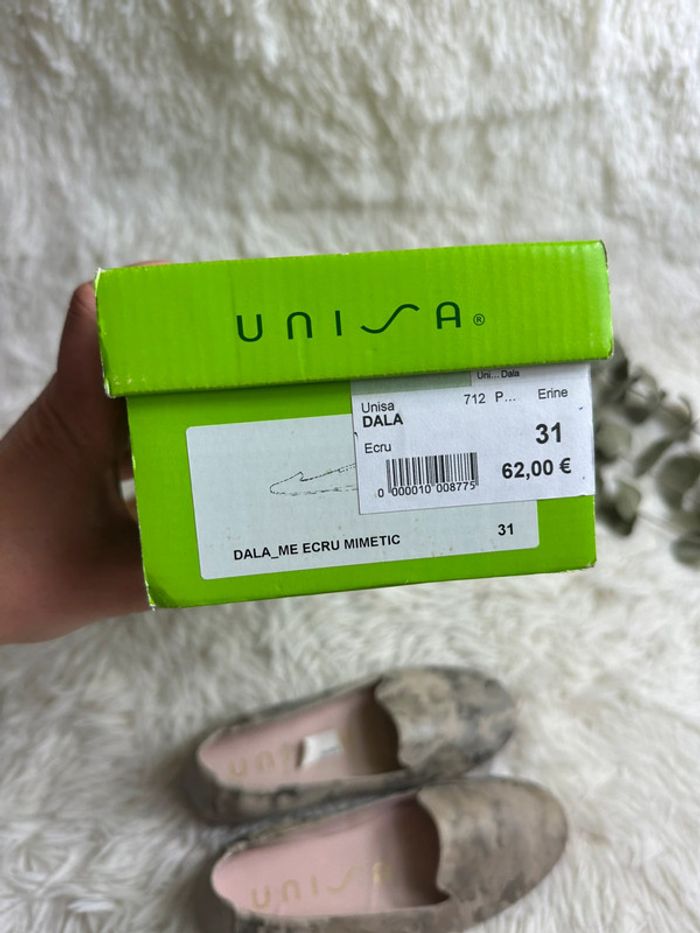 UNISA®
Uni... Dala
Unisa 712 P... Erine
DALA
Ecru 31
62,00 €
0 000010 008775
DALA_ME ECRU MIMETIC 31
UNI
UNISA